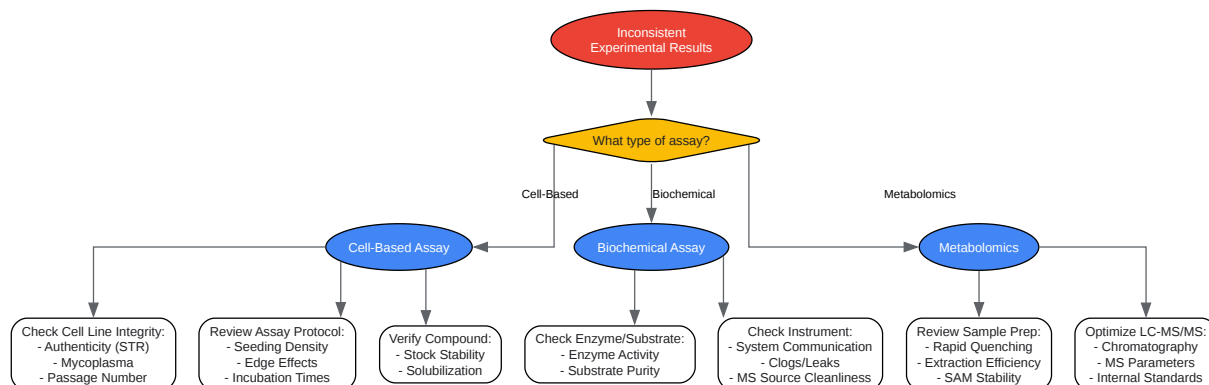 Inconsistent
Experimental Results
What type of assay?
Cell-Based
Biochemical
Metabolomics
Cell-Based Assay
Biochemical Assay
Metabolomics
Check Cell Line Integrity:
- Authenticity (STR)
- Mycoplasma
- Passage Number
Review Assay Protocol:
- Seeding Density
- Edge Effects
- Incubation Times
Verify Compound:
- Stock Stability
- Solubilization
Check Enzyme/Substrate:
- Enzyme Activity
- Substrate Purity
Check Instrument:
- System Communication
- Clogs/Leaks
- MS Source Cleanliness
Review Sample Prep:
- Rapid Quenching
- Extraction Efficiency
- SAM Stability
Optimize LC-MS/MS:
- Chromatography
- MS Parameters
- Internal Standards